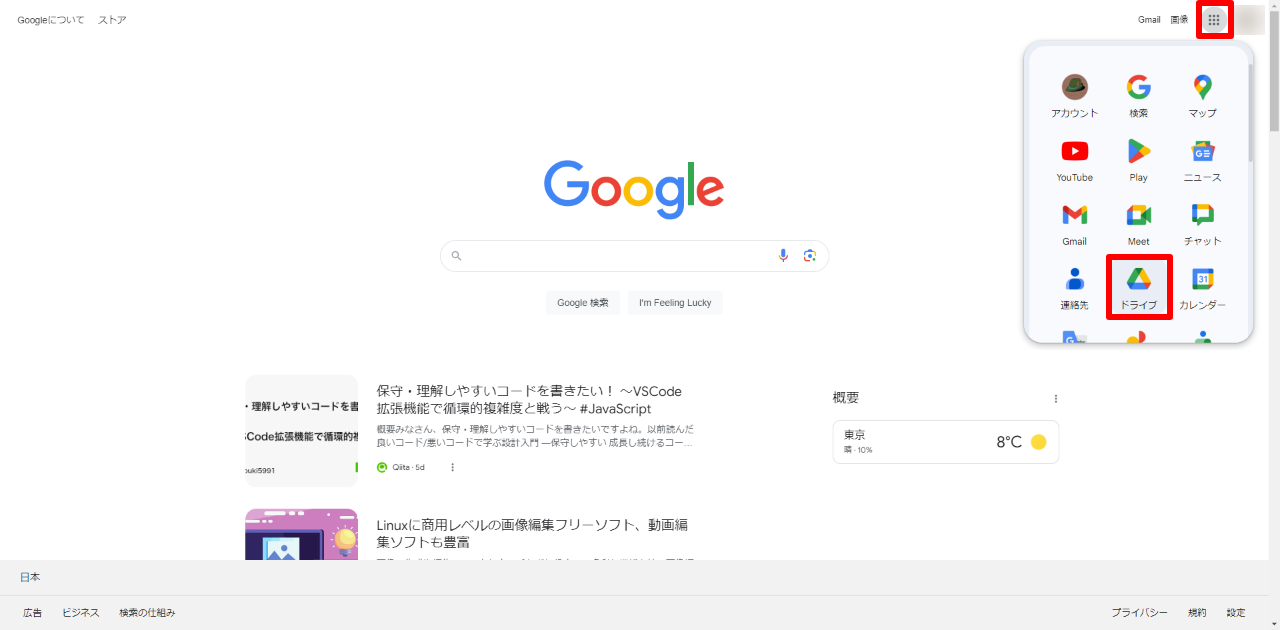 Googleについて ストア
Gmail 画像
アカウント 検索 マップ
YouTube Play ニュース
Gmail Meet チャット
連絡先 ドライブ カレンダー
31
Google
Google 検索 I'm Feeling Lucky
・理解しやすいコードを書
SCode拡張機能で循環的複
ouki5991
保守・理解しやすいコードを書きたい！ ～VSCode
拡張機能で循環的複雑度と戦う～ #JavaScript
概要みなさん、保守・理解しやすいコードを書きたいですよね。以前読んだ
良いコード/悪いコードで学ぶ設計入門 ―保守しやすい 成長し続けるコー...
Qiita · 5d
概要
東京
晴 · 10%
8°C
Linuxに商用レベルの画像編集フリーソフト、動画編
集ソフトも豊富
日本
広告 ビジネス 検索の仕組み
プライバシー 規約 設定